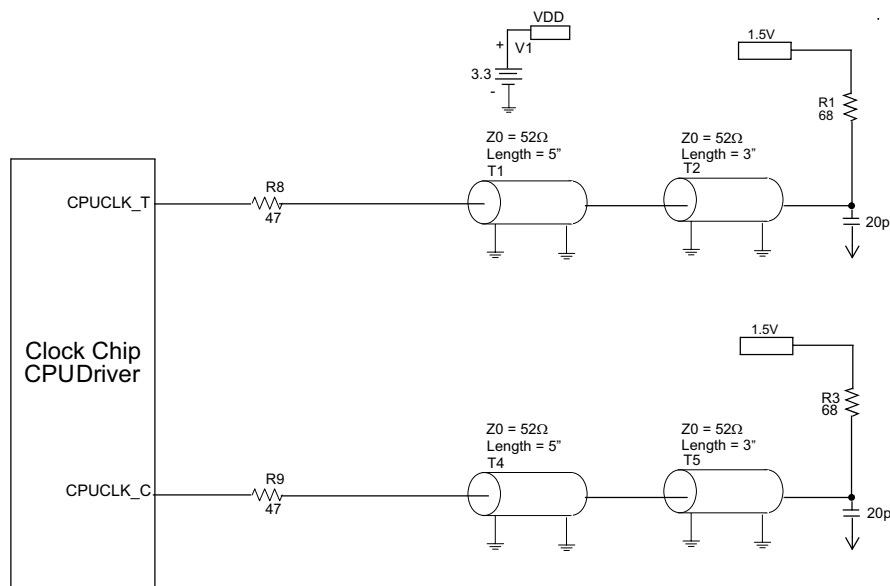 VDD
+
V1
3.3
-
1.5V
R1
68
Z0 = 52Ω
Length = 5"
T1
Z0 = 52Ω
Length = 3"
T2
CPUCLK_T
R8
47
20p
Clock Chip
CPUDriver
1.5V
R3
68
Z0 = 52Ω
Length = 5"
T4
Z0 = 52Ω
Length = 3"
T5
CPUCLK_C
R9
47
20p